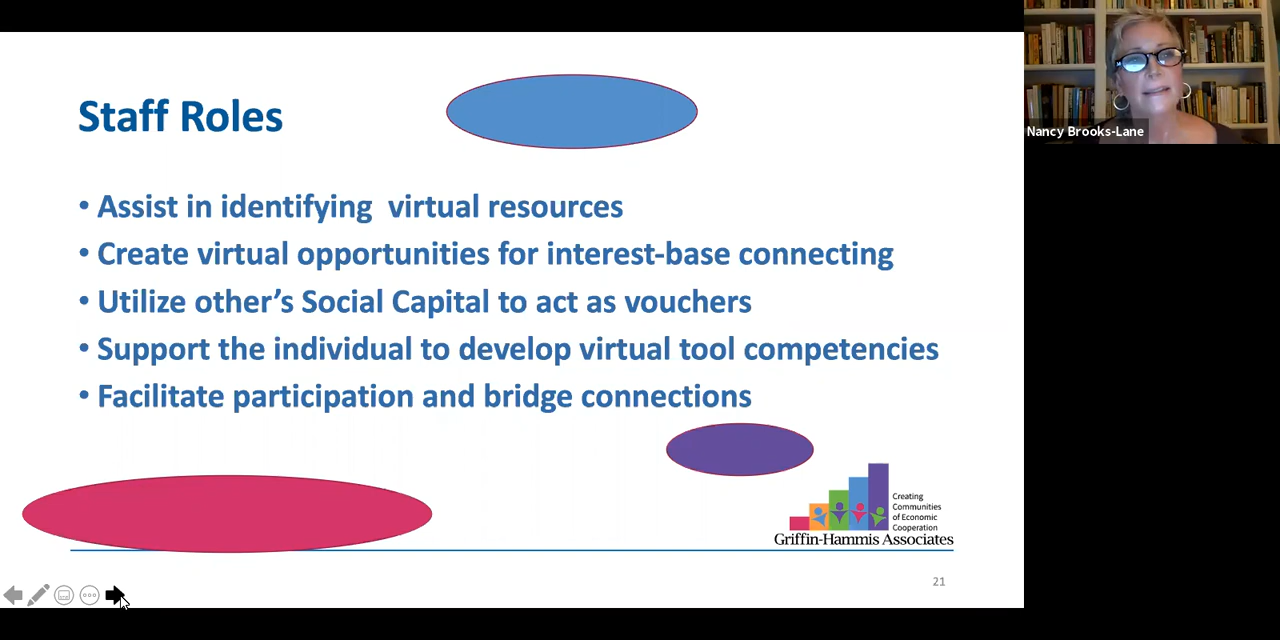 Staff Roles
• Assist in identifying  virtual resources
• Create virtual opportunities for interest-base connecting
• Utilize other’s Social Capital to act as vouchers
• Support the individual to develop virtual tool competencies
• Facilitate participation and bridge connections
Creating
Communities
of Economic
Cooperation
Griffin-Hammis Associates
21
Nancy Brooks-Lane